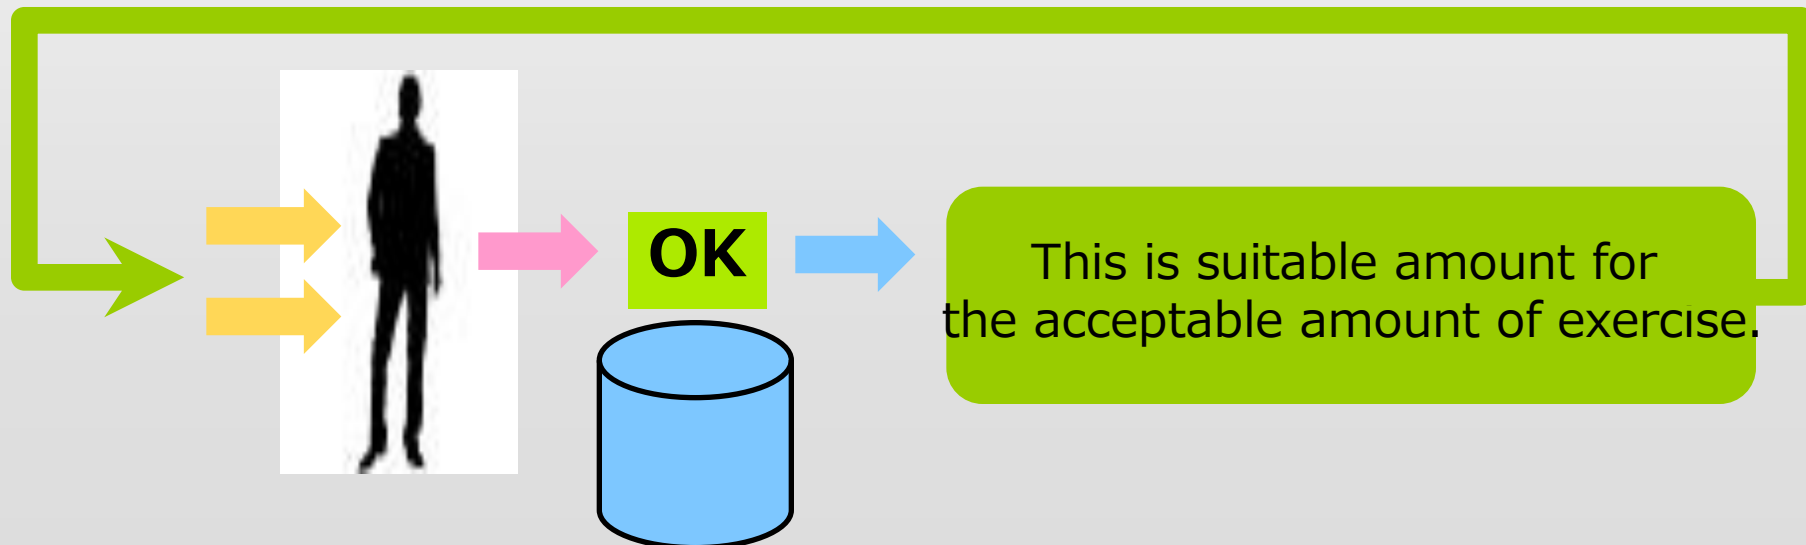 OK
This is suitable amount for
the acceptable amount of exercise.